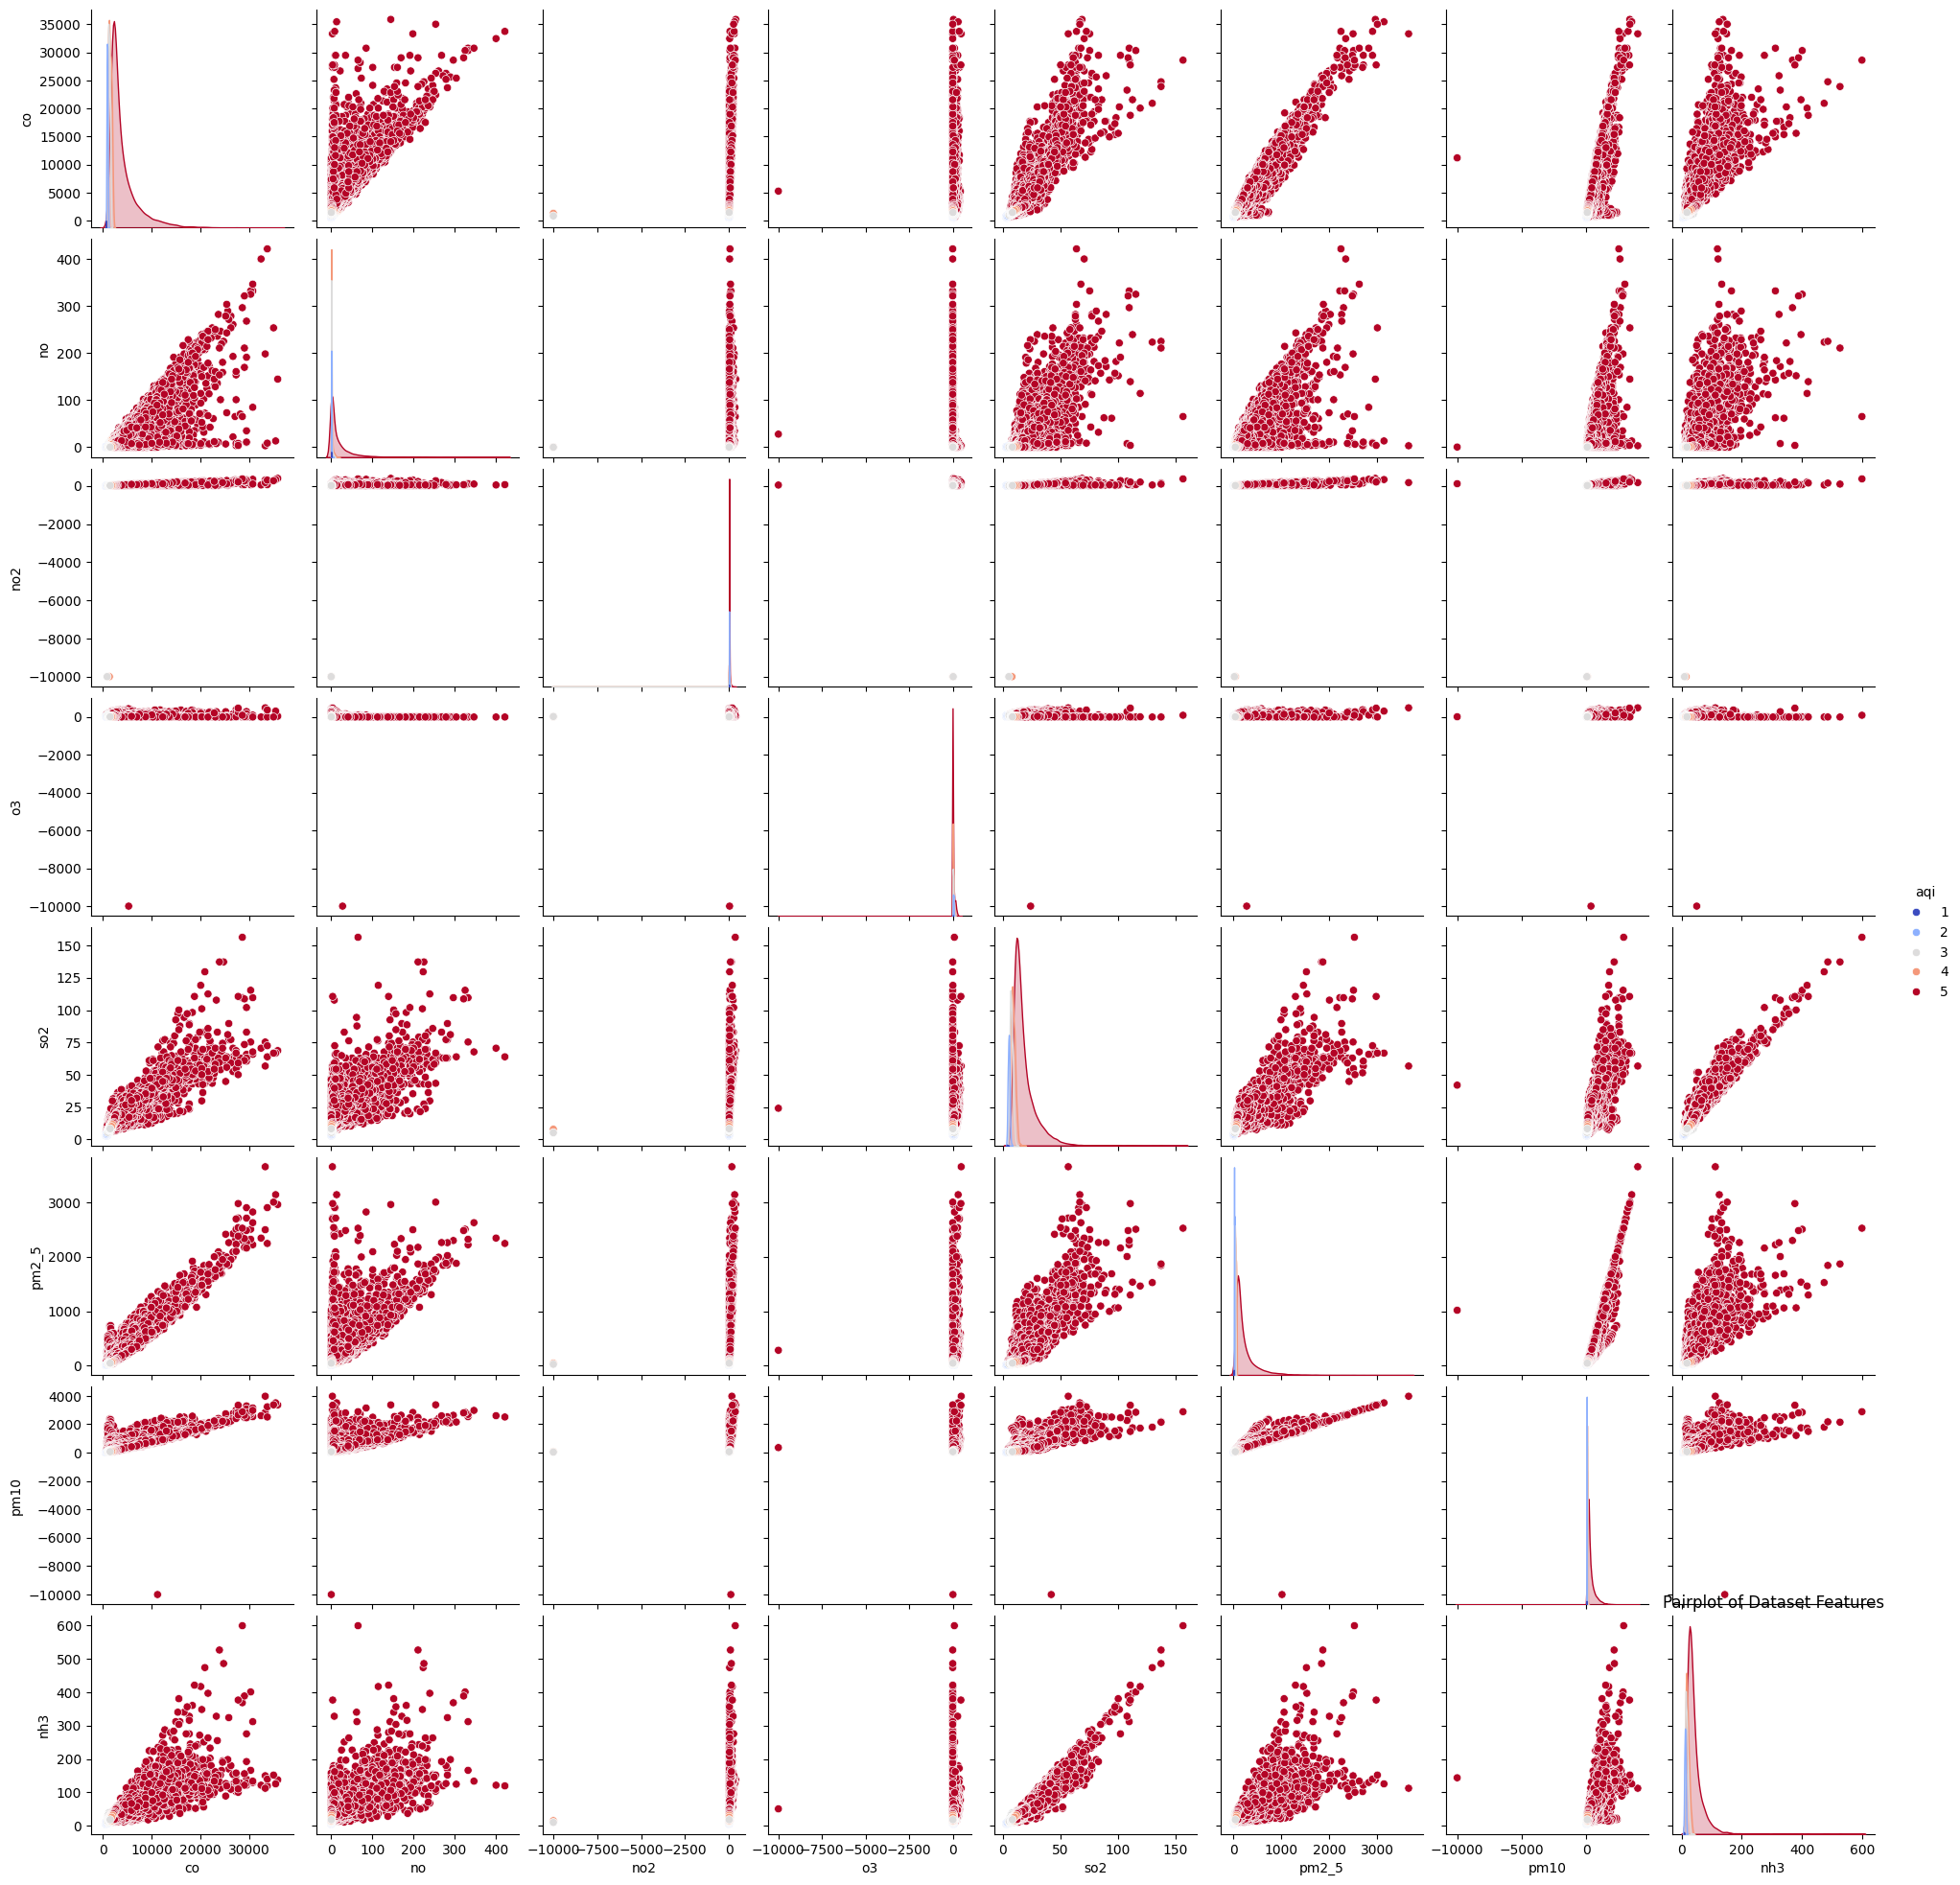 35000
30000
25000
20000
15000
10000
5000
0
co
400
300
200
100
0
no
0
−2000
−4000
−6000
−8000
−10000
no2
0
−2000
−4000
−6000
−8000
−10000
o3
aqi
1
2
3
4
5
150
125
100
75
50
25
0
so2
3000
2000
1000
0
pm2_5
4000
2000
0
−2000
−4000
−6000
−8000
−10000
pm10
Pairplot of Dataset Features
600
500
400
300
200
100
0
nh3
0 10000 20000 30000
co
0 100 200 300 400
no
−10000 −7500 −5000 −2500 0
no2
−10000 −7500 −5000 −2500 0
o3
0 50 100 150
so2
0 1000 2000 3000
pm2_5
−10000 −5000 0
pm10
0 200 400 600
nh3